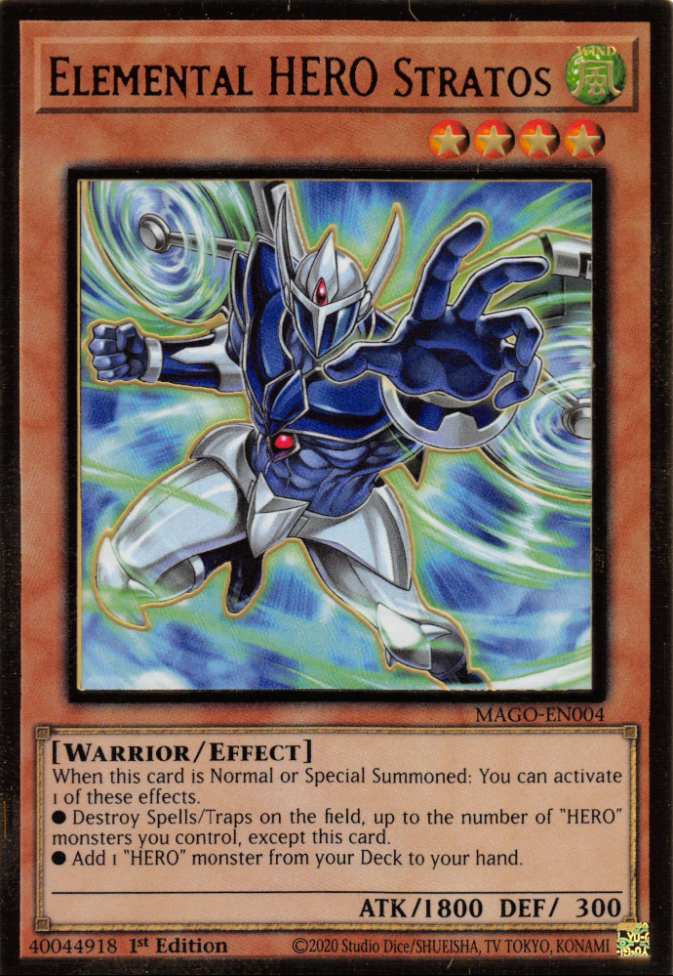 ELEMENTAL HERO STRATOS
WIND
風
MAGO-EN004
[WARRIOR/EFFECT]
When this card is Normal or Special Summoned: You can activate
1 of these effects.
● Destroy Spells/Traps on the field, up to the number of "HERO"
monsters you control, except this card.
● Add 1 "HERO" monster from your Deck to your hand.
ATK/1800 DEF/ 300
40044918 1st Edition ©2020 Studio Dice/SHUEISHA, TV TOKYO, KONAMI